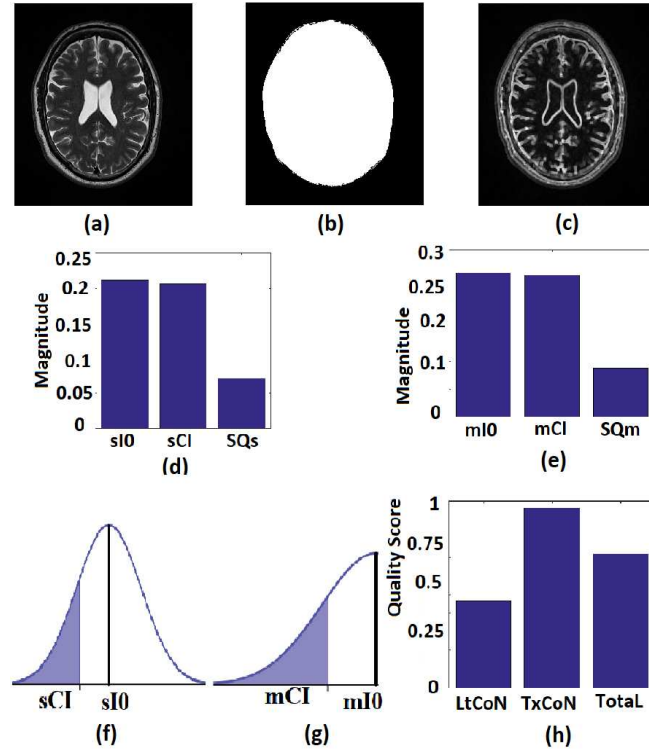 (a)
(b)
(c)
Magnitude
0.25
0.2
0.15
0.1
0.05
0
sI0 sCI SQs
(d)
Magnitude
0.3
0.25
0.2
0.1
0
mI0 mCI SQm
(e)
sCI sI0
(f)
mCI mI0
(g)
Quality Score
1
0.75
0.5
0.25
0
LtCoN TxCoN TotaL
(h)